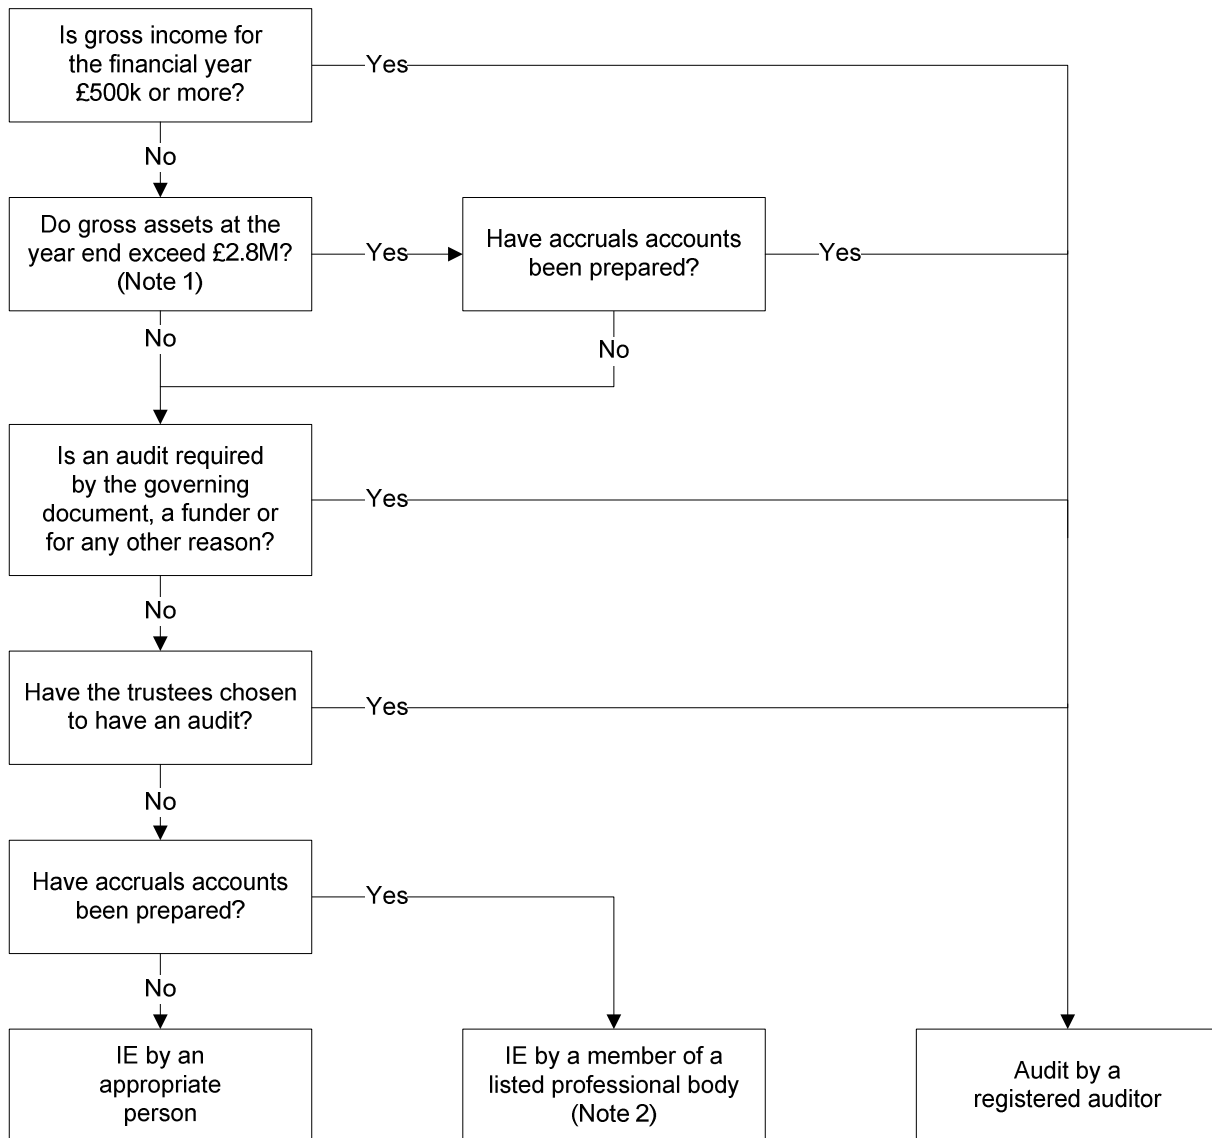 Is gross income for
the financial year
£500k or more?
Yes
No
Do gross assets at the
year end exceed £2.8M?
(Note 1)
Yes
Have accruals accounts
been prepared?
Yes
No
No
Is an audit required
by the governing
document, a funder or
for any other reason?
Yes
No
Have the trustees chosen
to have an audit?
Yes
No
Have accruals accounts
been prepared?
Yes
No
IE by an
appropriate
person
IE by a member of a
listed professional body
(Note 2)
Audit by a
registered auditor